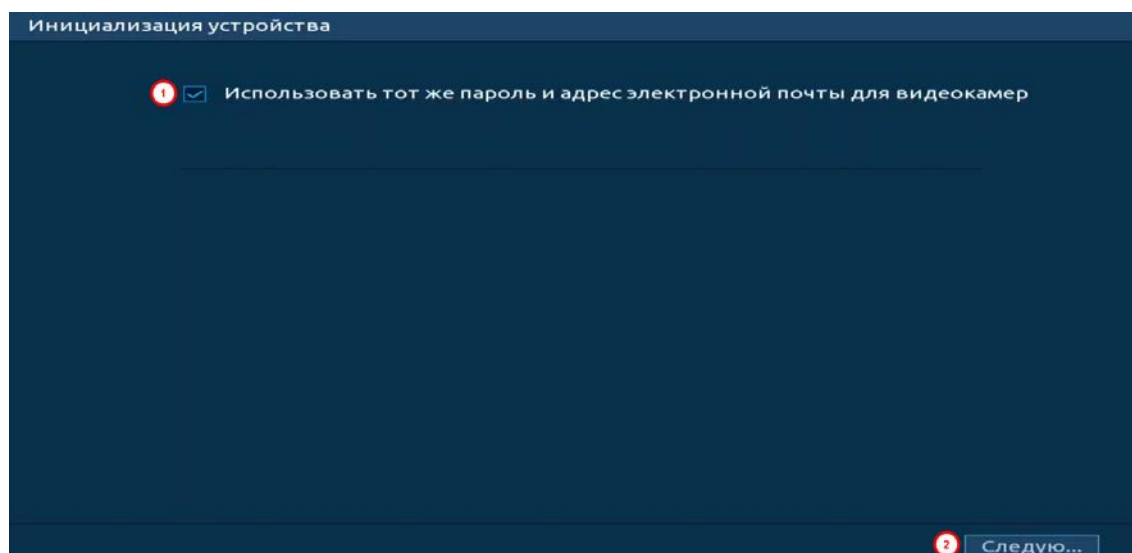 Инициализация устройства
1 Использовать тот же пароль и адрес электронной почты для видеокамер
2 Следую...